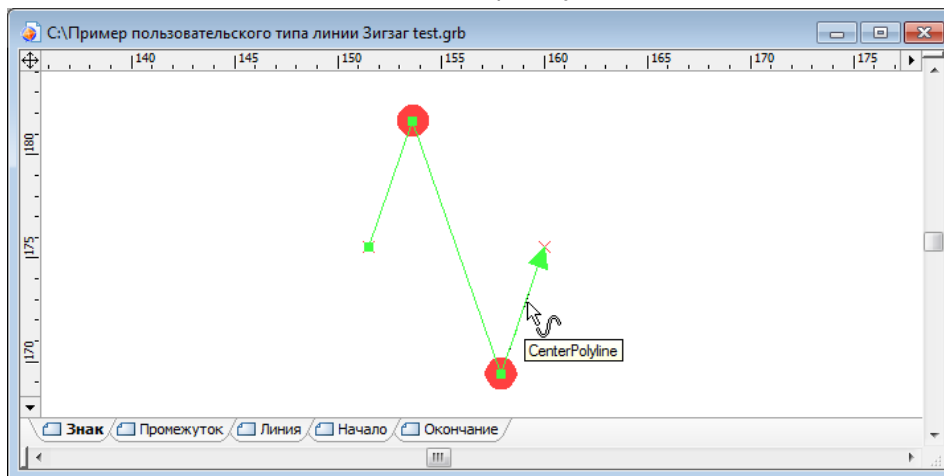 C:\Пример пользовательского типа линии Зигзаг test.grb
140 145 150 155 160 165 170 175
180
175
170
CenterPolyline
Знак Промежуток Линия Начало Окончание